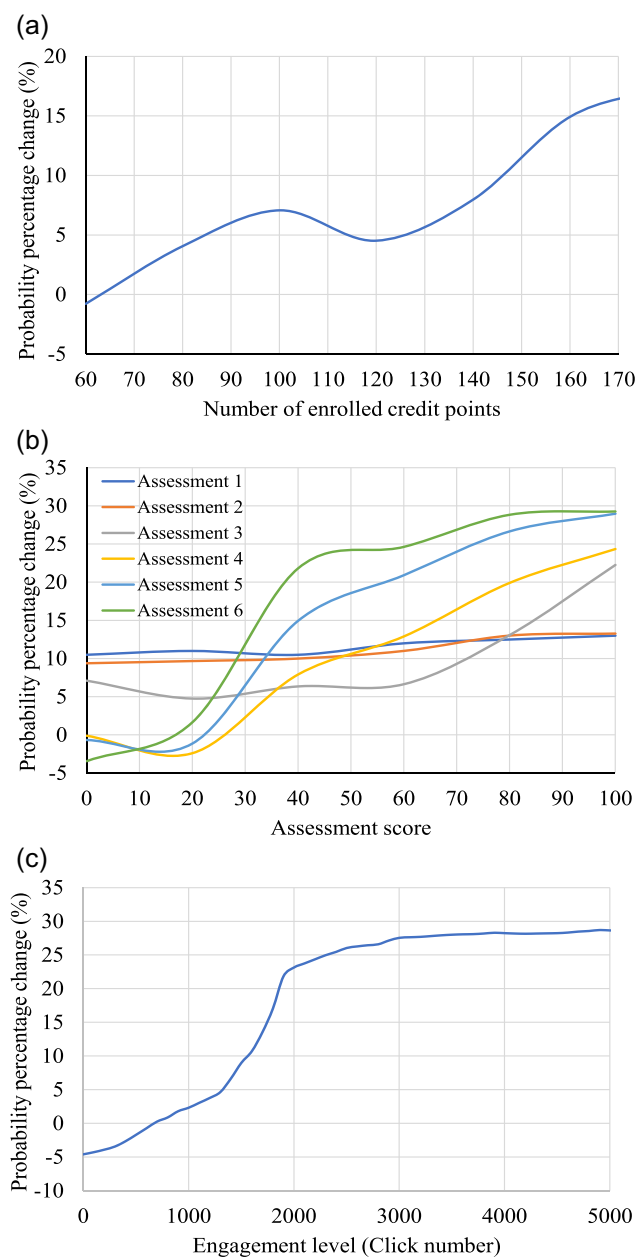 (a)
Probability percentage change (%)
20
15
10
5
0
-5
60 70 80 90 100 110 120 130 140 150 160 170
Number of enrolled credit points
(b)
Probability percentage change (%)
35
30
25
20
15
10
5
0
-5
Assessment 1
Assessment 2
Assessment 3
Assessment 4
Assessment 5
Assessment 6
0 10 20 30 40 50 60 70 80 90 100
Assessment score
(c)
Probability percentage change (%)
35
30
25
20
15
10
5
0
-5
-10
0 1000 2000 3000 4000 5000
Engagement level (Click number)